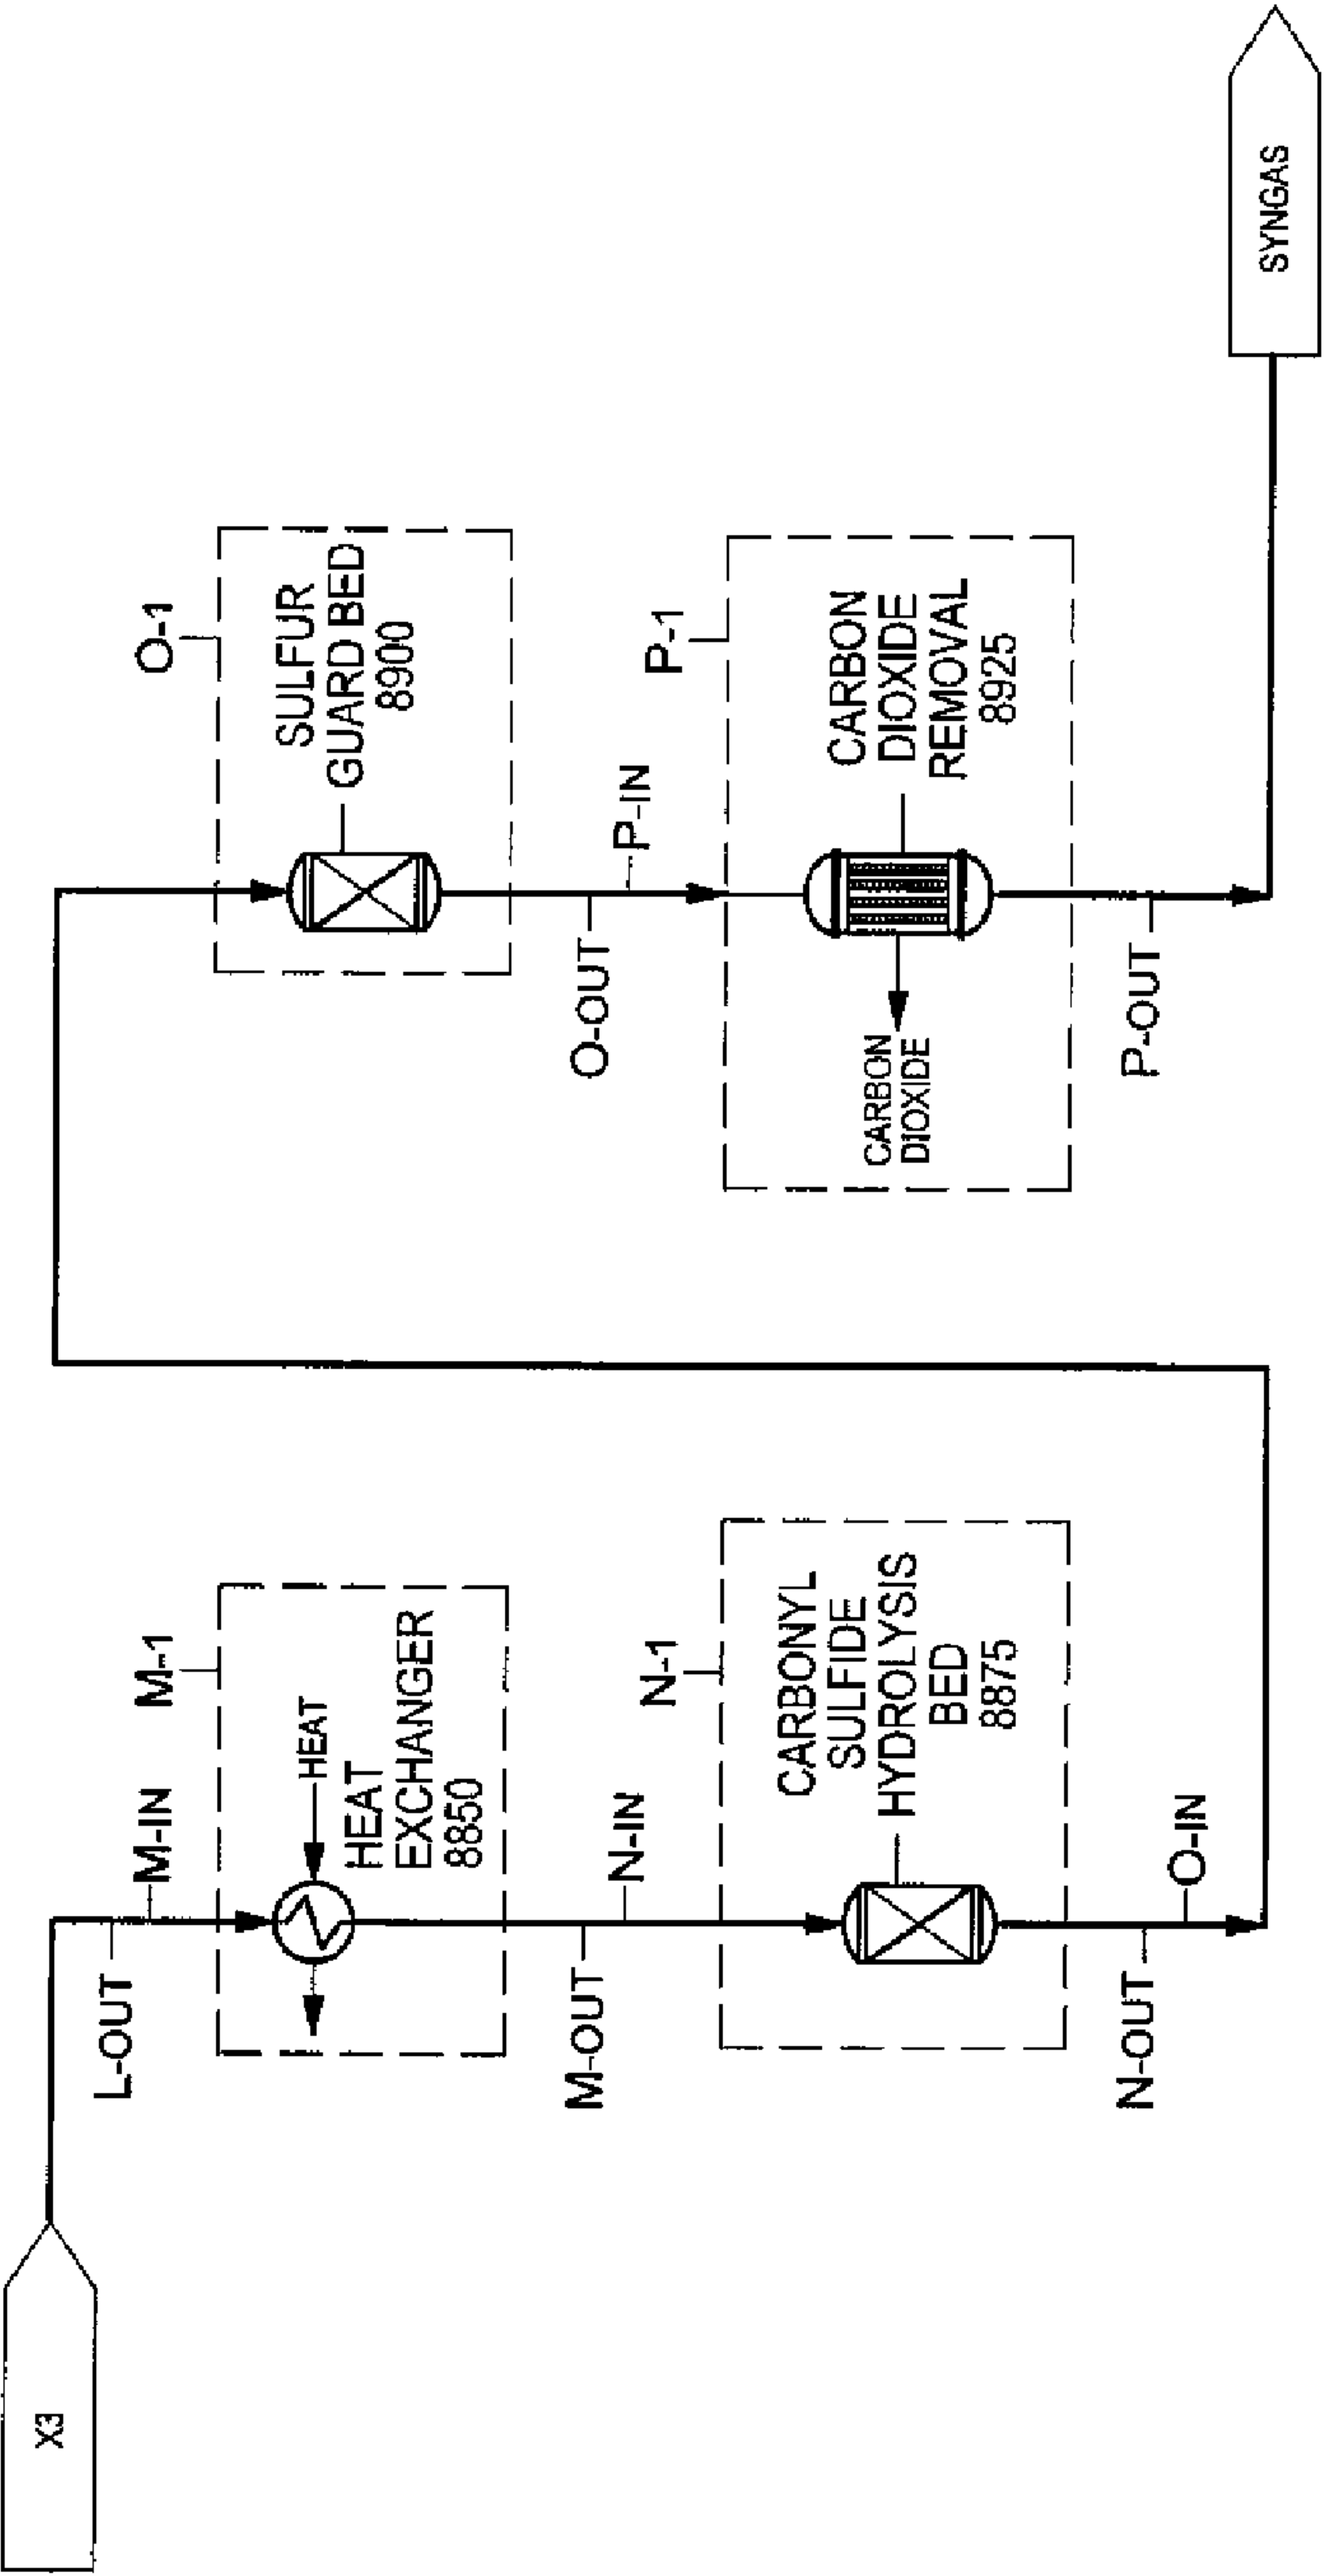 X3
L-OUT
M-IN
M-1
HEAT
HEAT
EXCHANGER
8850
M-OUT
N-IN
N-1
CARBONYL
SULFIDE
HYDROLYSIS
BED
8875
N-OUT
O-IN
O-1
SULFUR
GUARD BED
8900
O-OUT
P-IN
P-1
CARBON
DIOXIDE
REMOVAL
8925
CARBON
DIOXIDE
P-OUT
SYNGAS